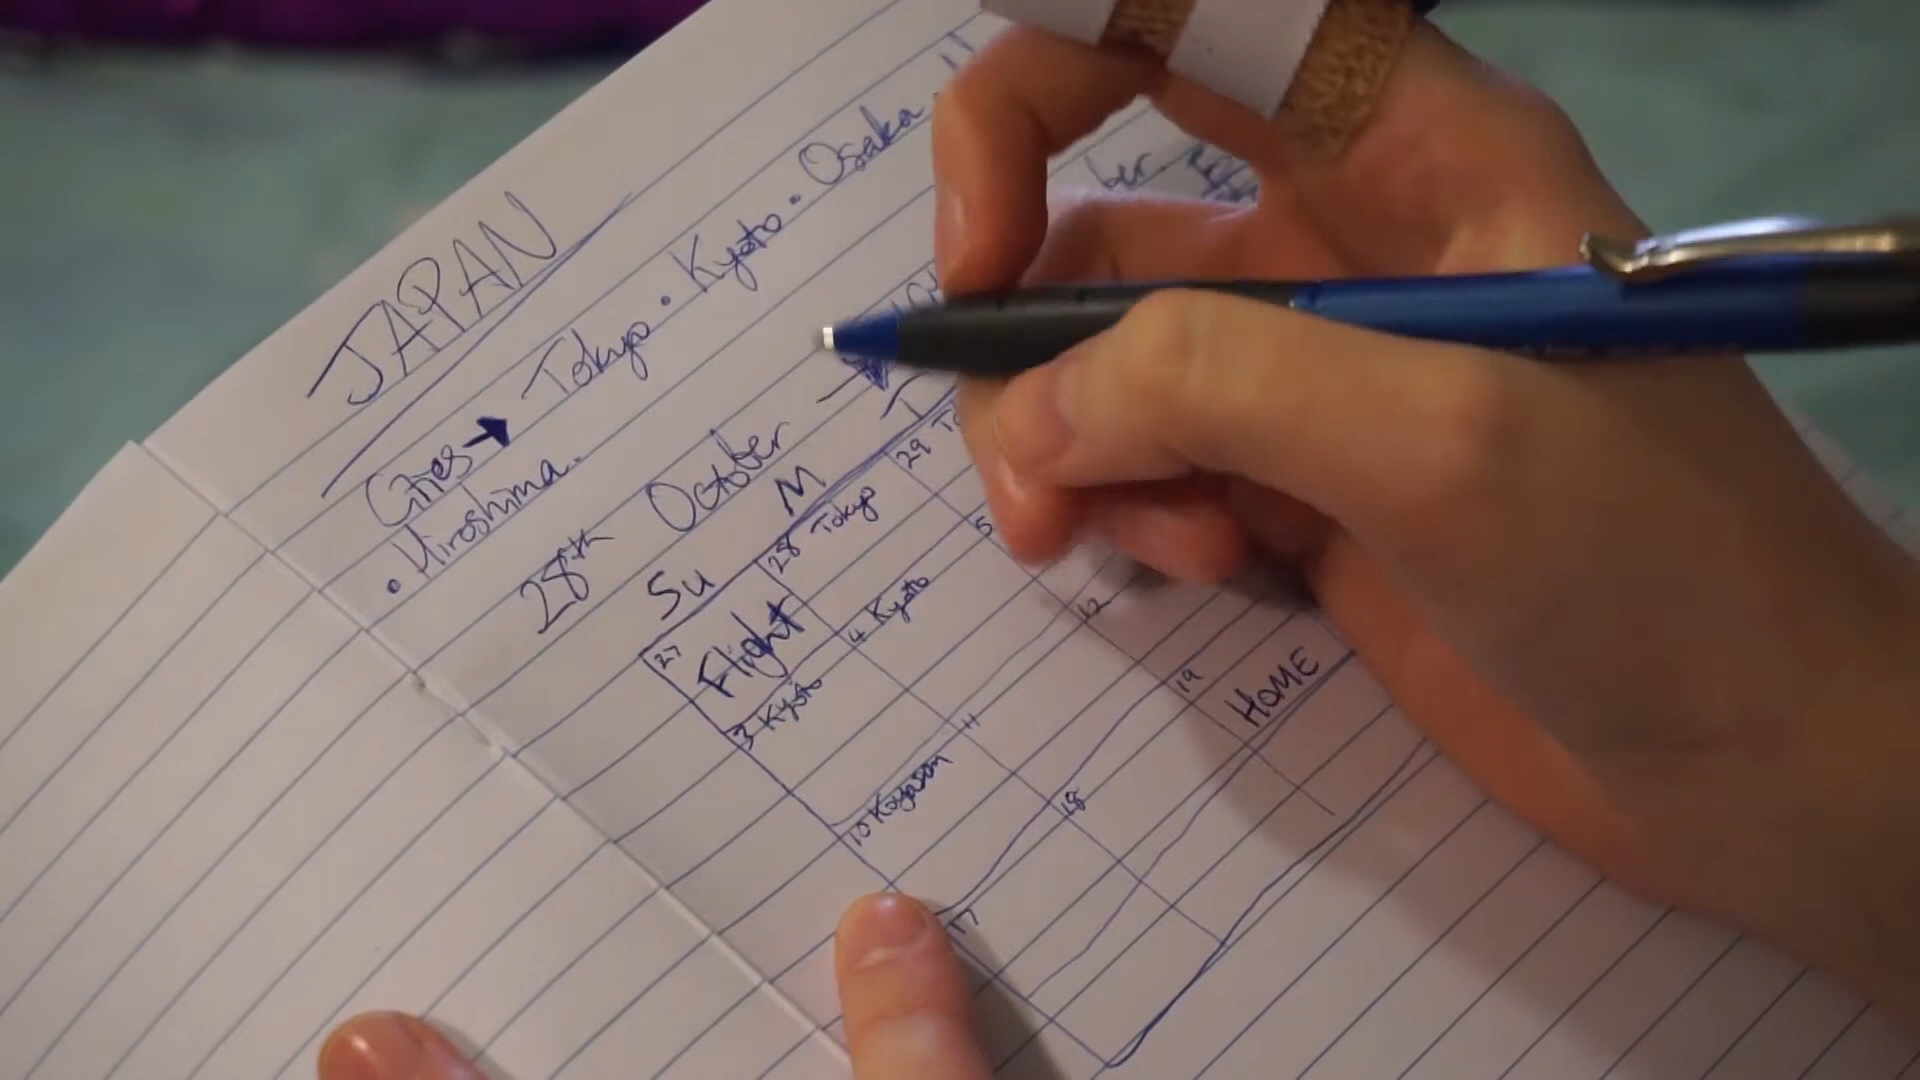 JAPAN
Cities → Tokyo • Kyoto • Osaka
• Hiroshima.
28th October
Su M T
27 Flight 28 Tokyo 29
3 Kyoto 4 Kyoto 5
10 Koyasan 11 12
17 18 19
HOME